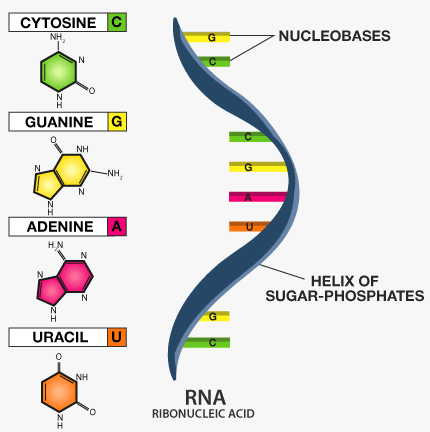 CYTOSINE C
NH₂
N
N
H
O
GUANINE G
O
NH
N
NH₂
N
N
H
ADENINE A
H₂N
N
N
N
N
H
URACIL U
O
NH
N
H
O
G
C
NUCLEOBASES
C
G
A
U
HELIX OF
SUGAR-PHOSPHATES
G
C
RNA
RIBONUCLEIC ACID